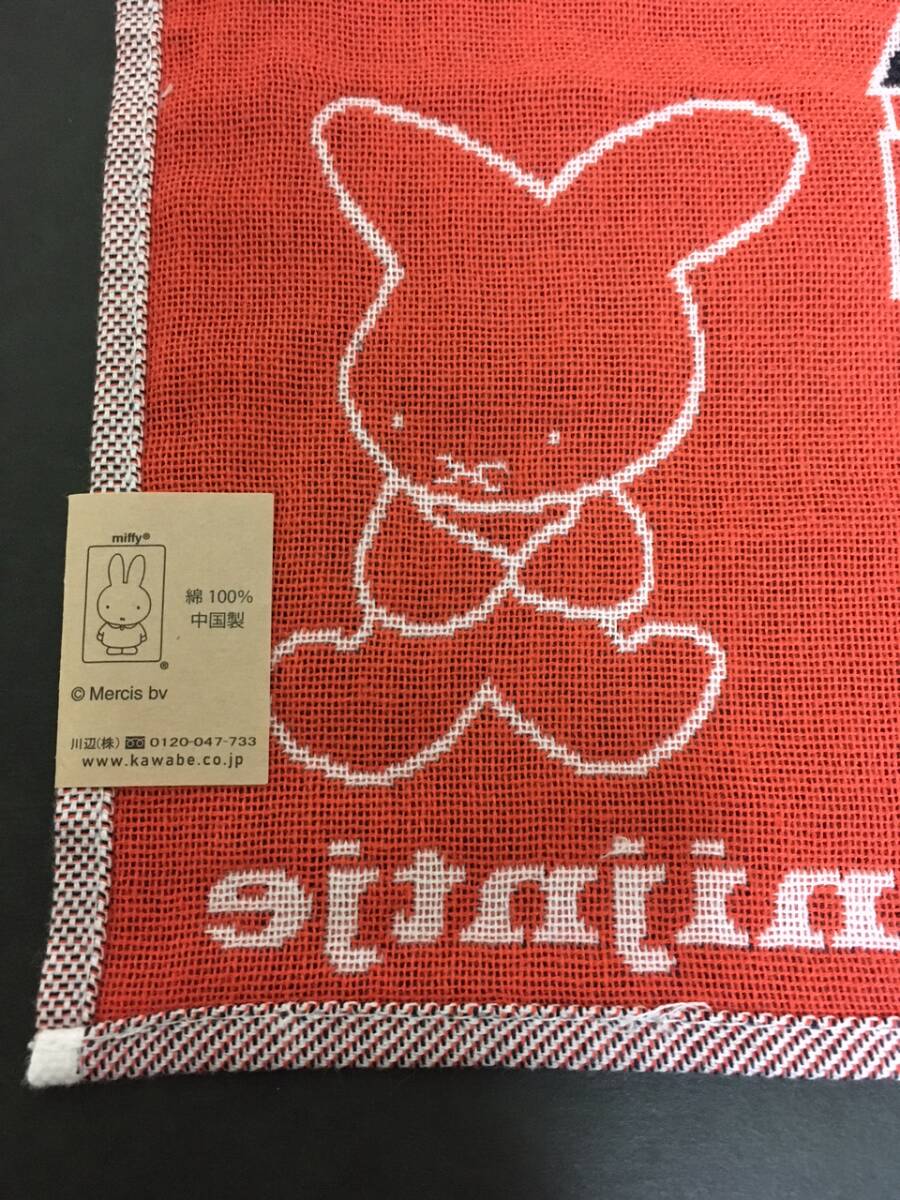 miffy®
®
綿 100%
中国製
© Mercis bv
川辺(株) 0120-047-733
www.kawabe.co.jp
nijntje